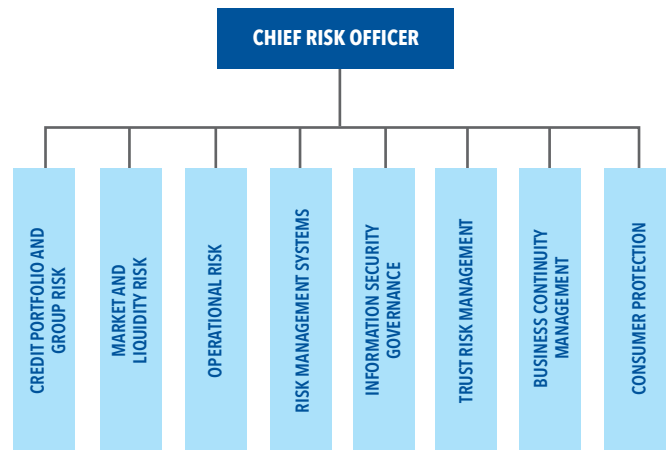 CHIEF RISK OFFICER
CREDIT PORTFOLIO AND
GROUP RISK
MARKET AND
LIQUIDITY RISK
OPERATIONAL RISK
RISK MANAGEMENT SYSTEMS
INFORMATION SECURITY
GOVERNANCE
TRUST RISK MANAGEMENT
BUSINESS CONTINUITY
MANAGEMENT
CONSUMER PROTECTION